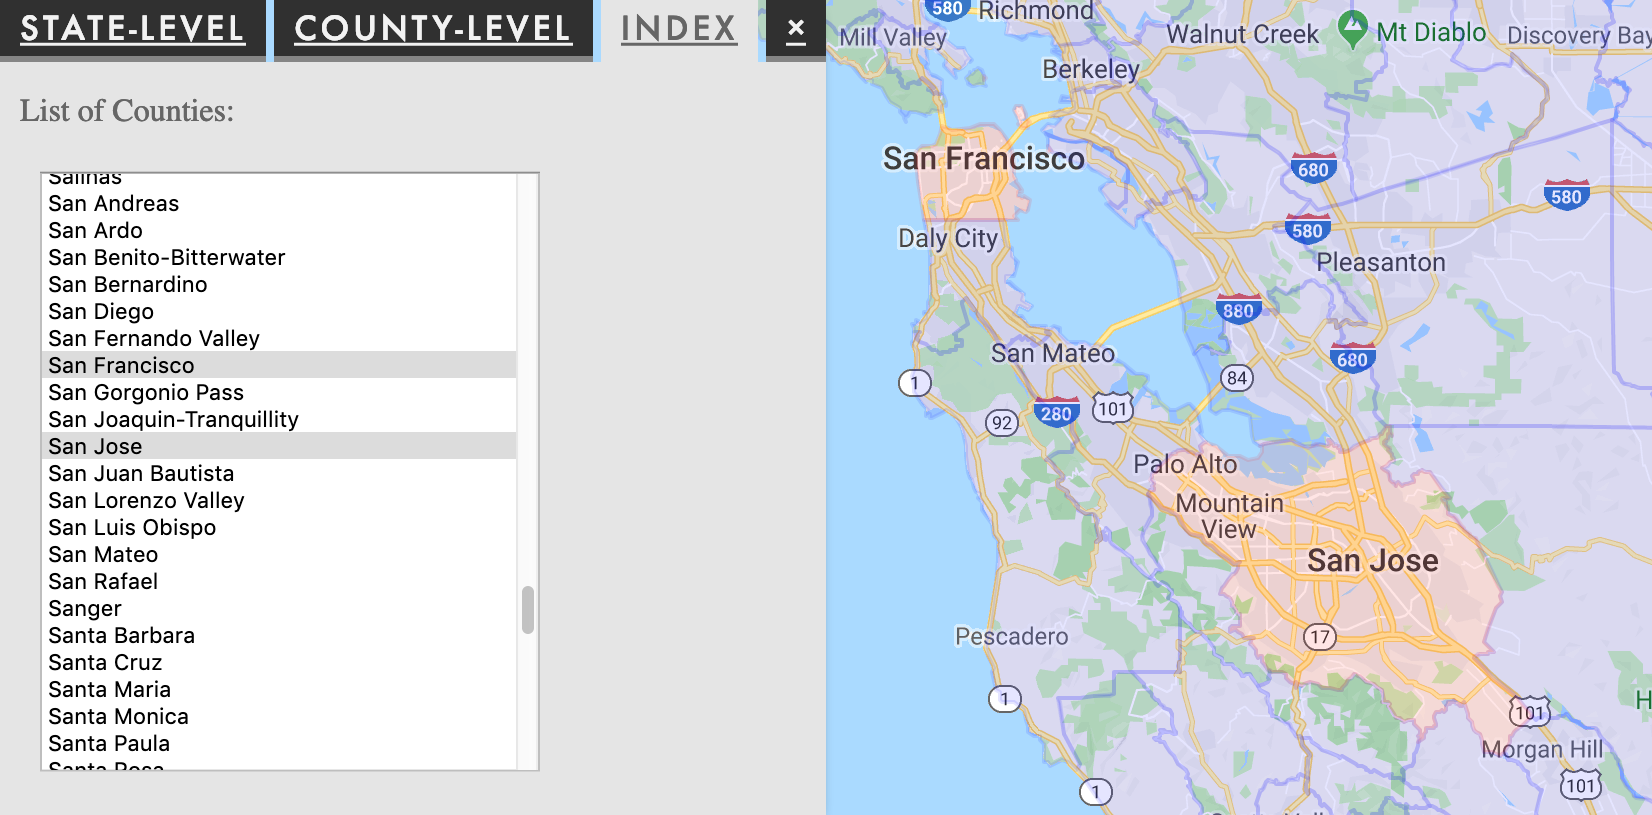 STATE-LEVEL
COUNTY-LEVEL
INDEX
×
List of Counties:
Salinas
San Andreas
San Ardo
San Benito-Bitterwater
San Bernardino
San Diego
San Fernando Valley
San Francisco
San Gorgonio Pass
San Joaquin-Tranquillity
San Jose
San Juan Bautista
San Lorenzo Valley
San Luis Obispo
San Mateo
San Rafael
Sanger
Santa Barbara
Santa Cruz
Santa Maria
Santa Monica
Santa Paula
Santa Rosa
580
Richmond
Mill Valley
Walnut Creek
Mt Diablo
Discovery Bay
Berkeley
San Francisco
680
580
Daly City
580
Pleasanton
880
San Mateo
680
1
84
92
280
101
Palo Alto
Mountain
View
San Jose
Pescadero
17
1
101
H
Morgan Hill
101
1